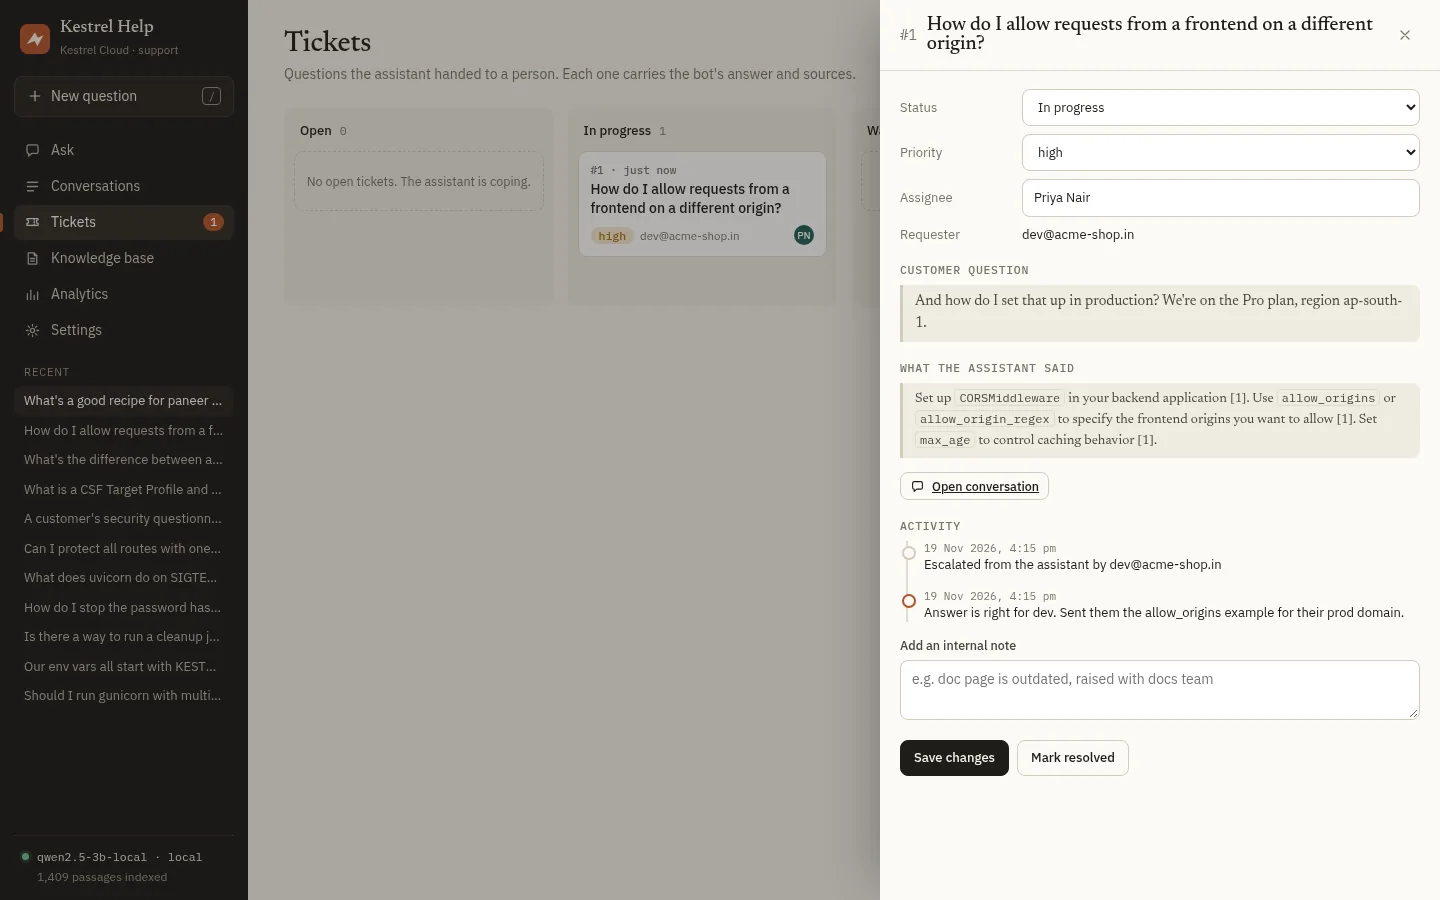 Kestrel Help
Kestrel Cloud · support
New question /
Ask
Conversations
Tickets 1
Knowledge base
Analytics
Settings
RECENT
What's a good recipe for paneer ...
How do I allow requests from a f...
What's the difference between a...
What is a CSF Target Profile and ...
A customer's security questionn...
Can I protect all routes with one...
What does uvicorn do on SIGTE...
How do I stop the password has...
Is there a way to run a cleanup j...
Our env vars all start with KEST...
Should I run gunicorn with multi...
qwen2.5-3b-local · local
1,409 passages indexed
Tickets
Questions the assistant handed to a person. Each one carries the bot's answer and sources.
Open 0
No open tickets. The assistant is coping.
In progress 1
#1 · just now
How do I allow requests from a
frontend on a different origin?
high dev@acme-shop.in PN
#1 How do I allow requests from a frontend on a different
origin?
Status In progress
Priority high
Assignee Priya Nair
Requester dev@acme-shop.in
CUSTOMER QUESTION
And how do I set that up in production? We're on the Pro plan, region ap-south-
1.
WHAT THE ASSISTANT SAID
Set up CORSMiddleware in your backend application [1]. Use allow_origins or
allow_origin_regex to specify the frontend origins you want to allow [1]. Set
max_age to control caching behavior [1].
Open conversation
ACTIVITY
19 Nov 2026, 4:15 pm
Escalated from the assistant by dev@acme-shop.in
19 Nov 2026, 4:15 pm
Answer is right for dev. Sent them the allow_origins example for their prod domain.
Add an internal note
e.g. doc page is outdated, raised with docs team
Save changes Mark resolved